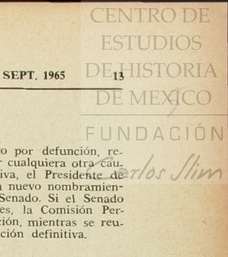 CENTRO DE
ESTUDIOS
DE HISTORIA
DE MEXICO
SEPT. 1965 13
FUNDACIÓN
Carlos Slim
o por defunción, re-
r cualquiera otra cau-
iva, el Presidente de
n nuevo nombramien-
Senado. Si el Senado
es, la Comisión Per-
ción, mientras se reu-
ción definitiva.